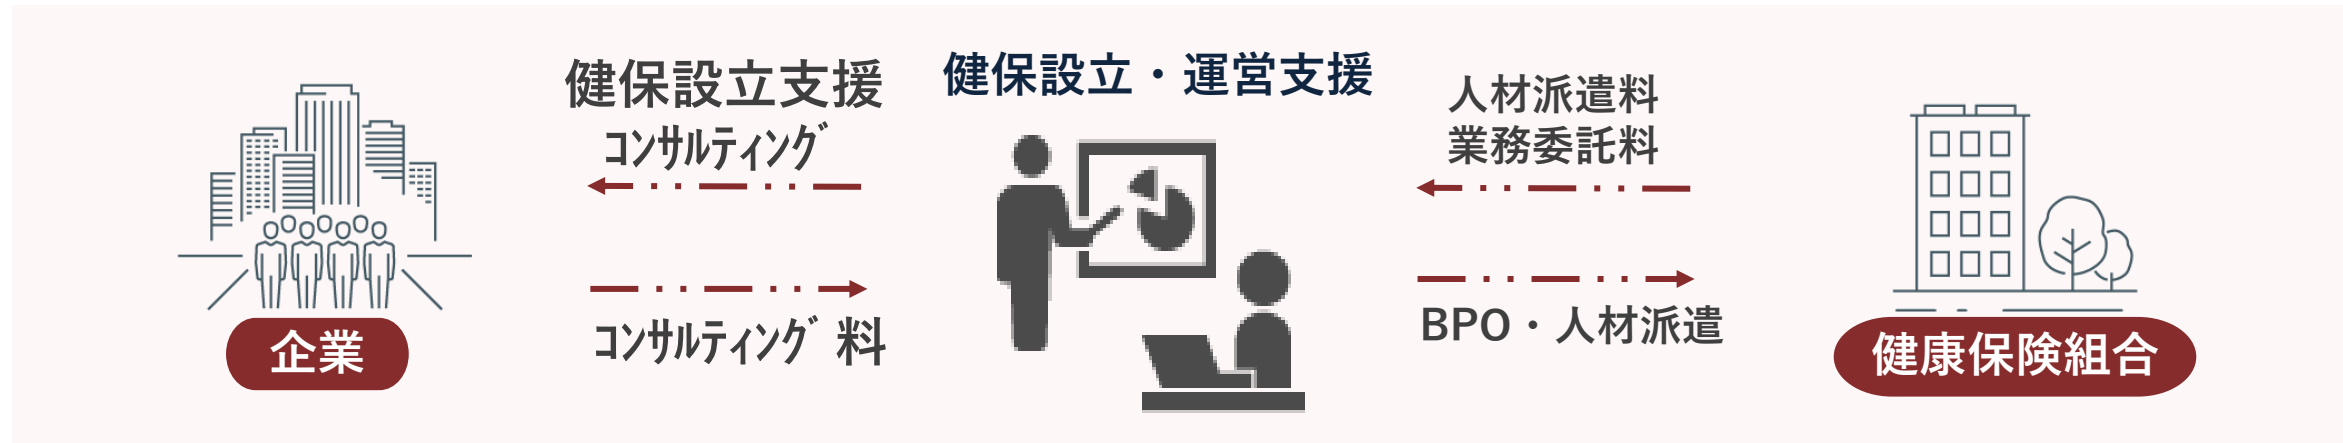 健保設立支援
ｺﾝｻﾙﾃｨﾝｸﾞ
ｺﾝｻﾙﾃｨﾝｸﾞ 料
企業
健保設立・運営支援
人材派遣料
業務委託料
BPO・人材派遣
健康保険組合